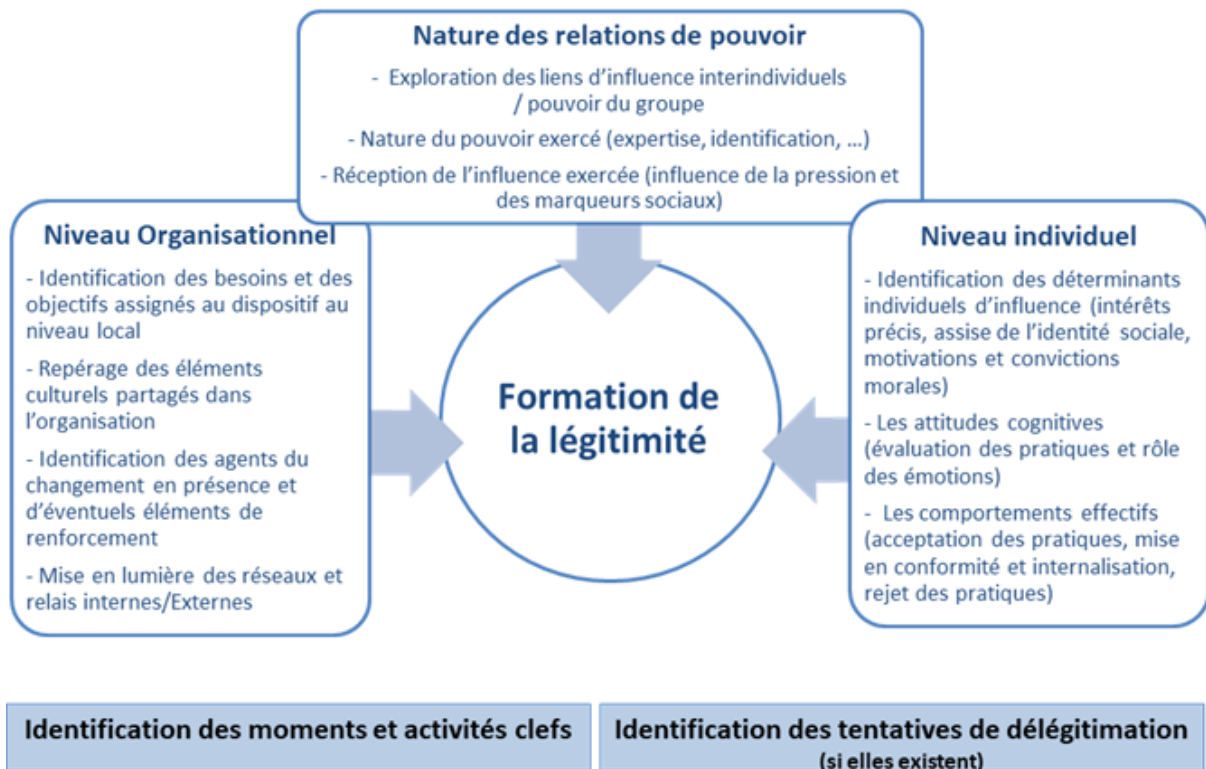 Nature des relations de pouvoir
- Exploration des liens d'influence interindividuels
/ pouvoir du groupe
- Nature du pouvoir exercé (expertise, identification, ...)
- Réception de l'influence exercée (influence de la pression et
des marqueurs sociaux)
Niveau Organisationnel
- Identification des besoins et des
objectifs assignés au dispositif au
niveau local
- Repérage des éléments
culturels partagés dans
l'organisation
- Identification des agents du
changement en présence et
d'éventuels éléments de
renforcement
- Mise en lumière des réseaux et
relais internes/Externes
Formation de
la légitimité
Niveau individuel
- Identification des déterminants
individuels d'influence (intérêts
précis, assise de l'identité sociale,
motivations et convictions
morales)
- Les attitudes cognitives
(évaluation des pratiques et rôle
des émotions)
- Les comportements effectifs
(acceptation des pratiques, mise
en conformité et internalisation,
rejet des pratiques)
Identification des moments et activités clefs
Identification des tentatives de délégitimation
(si elles existent)